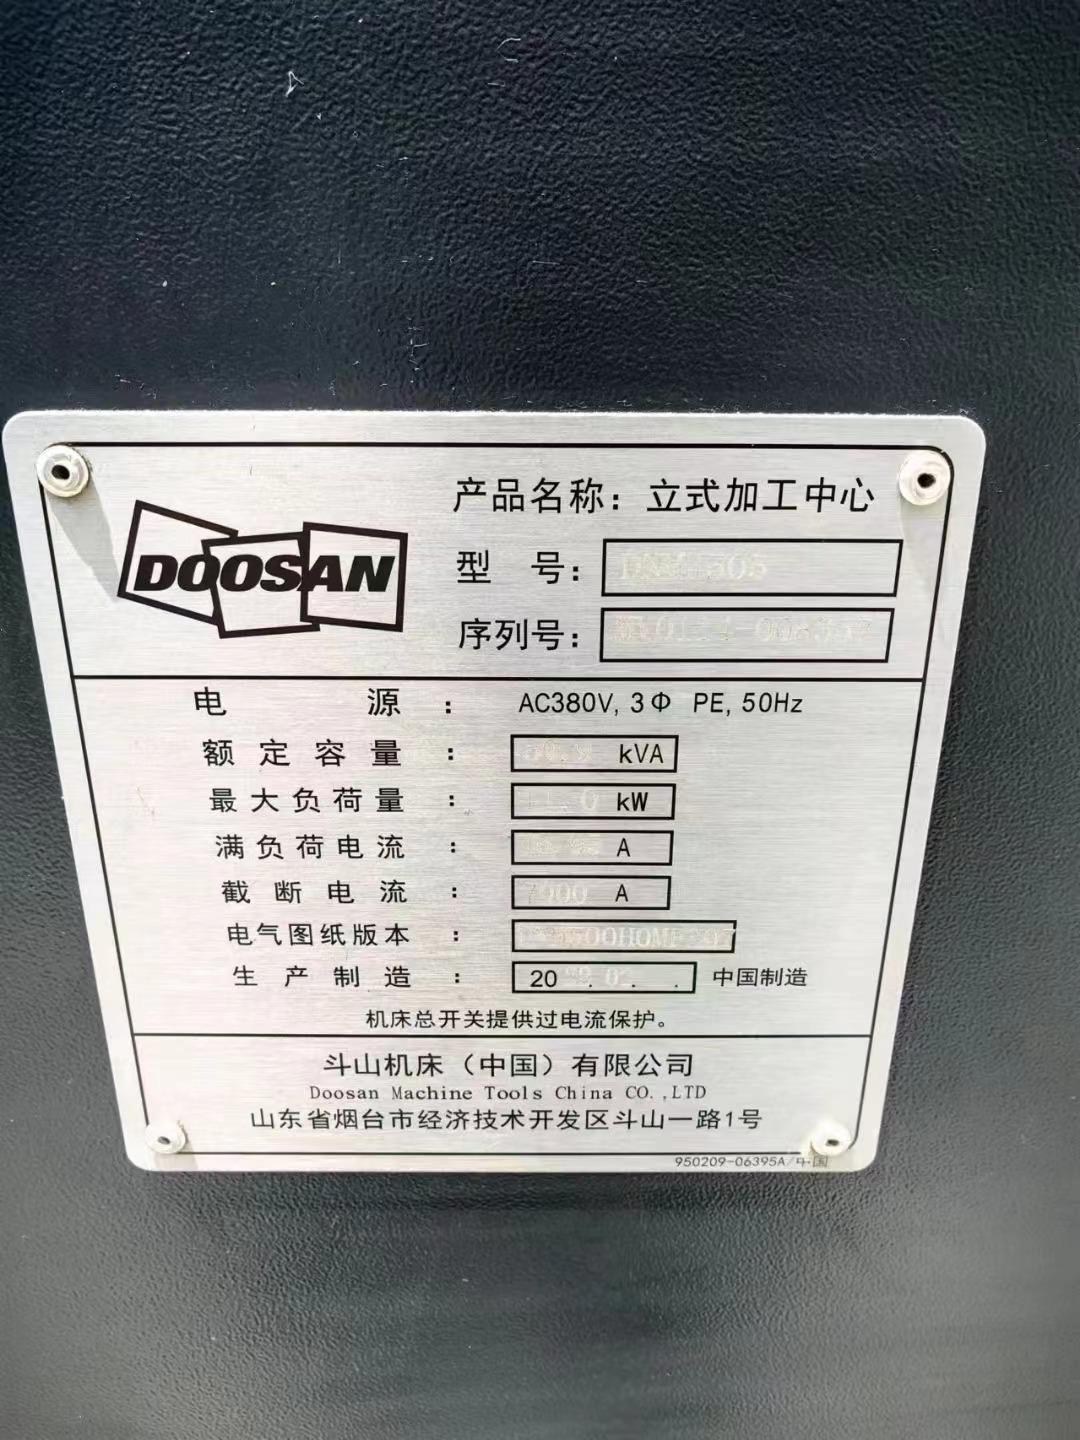 DOOSAN
产品名称：立式加工中心
型 号：
序列号：
电 源 ： AC380V, 3Φ PE, 50Hz
额定容量 ： kVA
最大负荷量 ： kW
满负荷电流 ： A
截断电流 ： 7000 A
电气图纸版本 ：
生产制造 ： 20 . . . 中国制造
机床总开关提供过电流保护。
斗山机床（中国）有限公司
Doosan Machine Tools China CO.,LTD
山东省烟台市经济技术开发区斗山一路1号
950209-06395A/中国